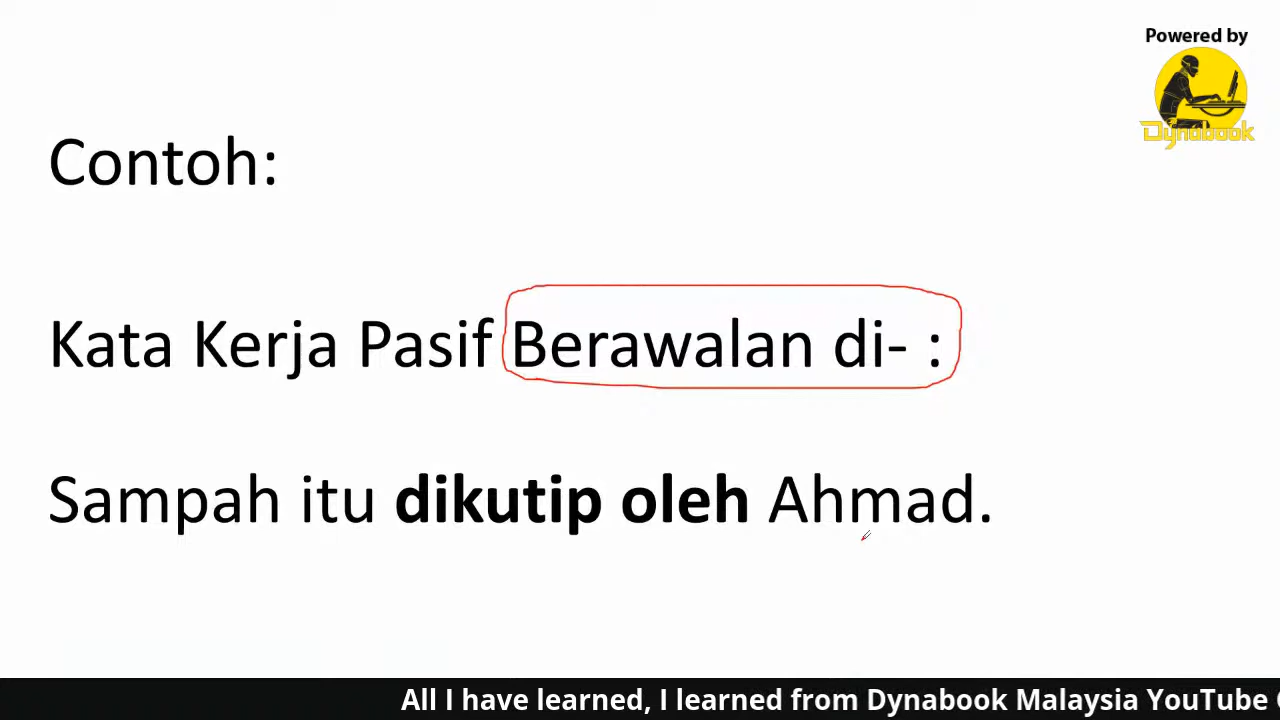 Powered by
Dynabook
Contoh:
Kata Kerja Pasif Berawalan di- :
Sampah itu dikutip oleh Ahmad.
All I have learned, I learned from Dynabook Malaysia YouTube